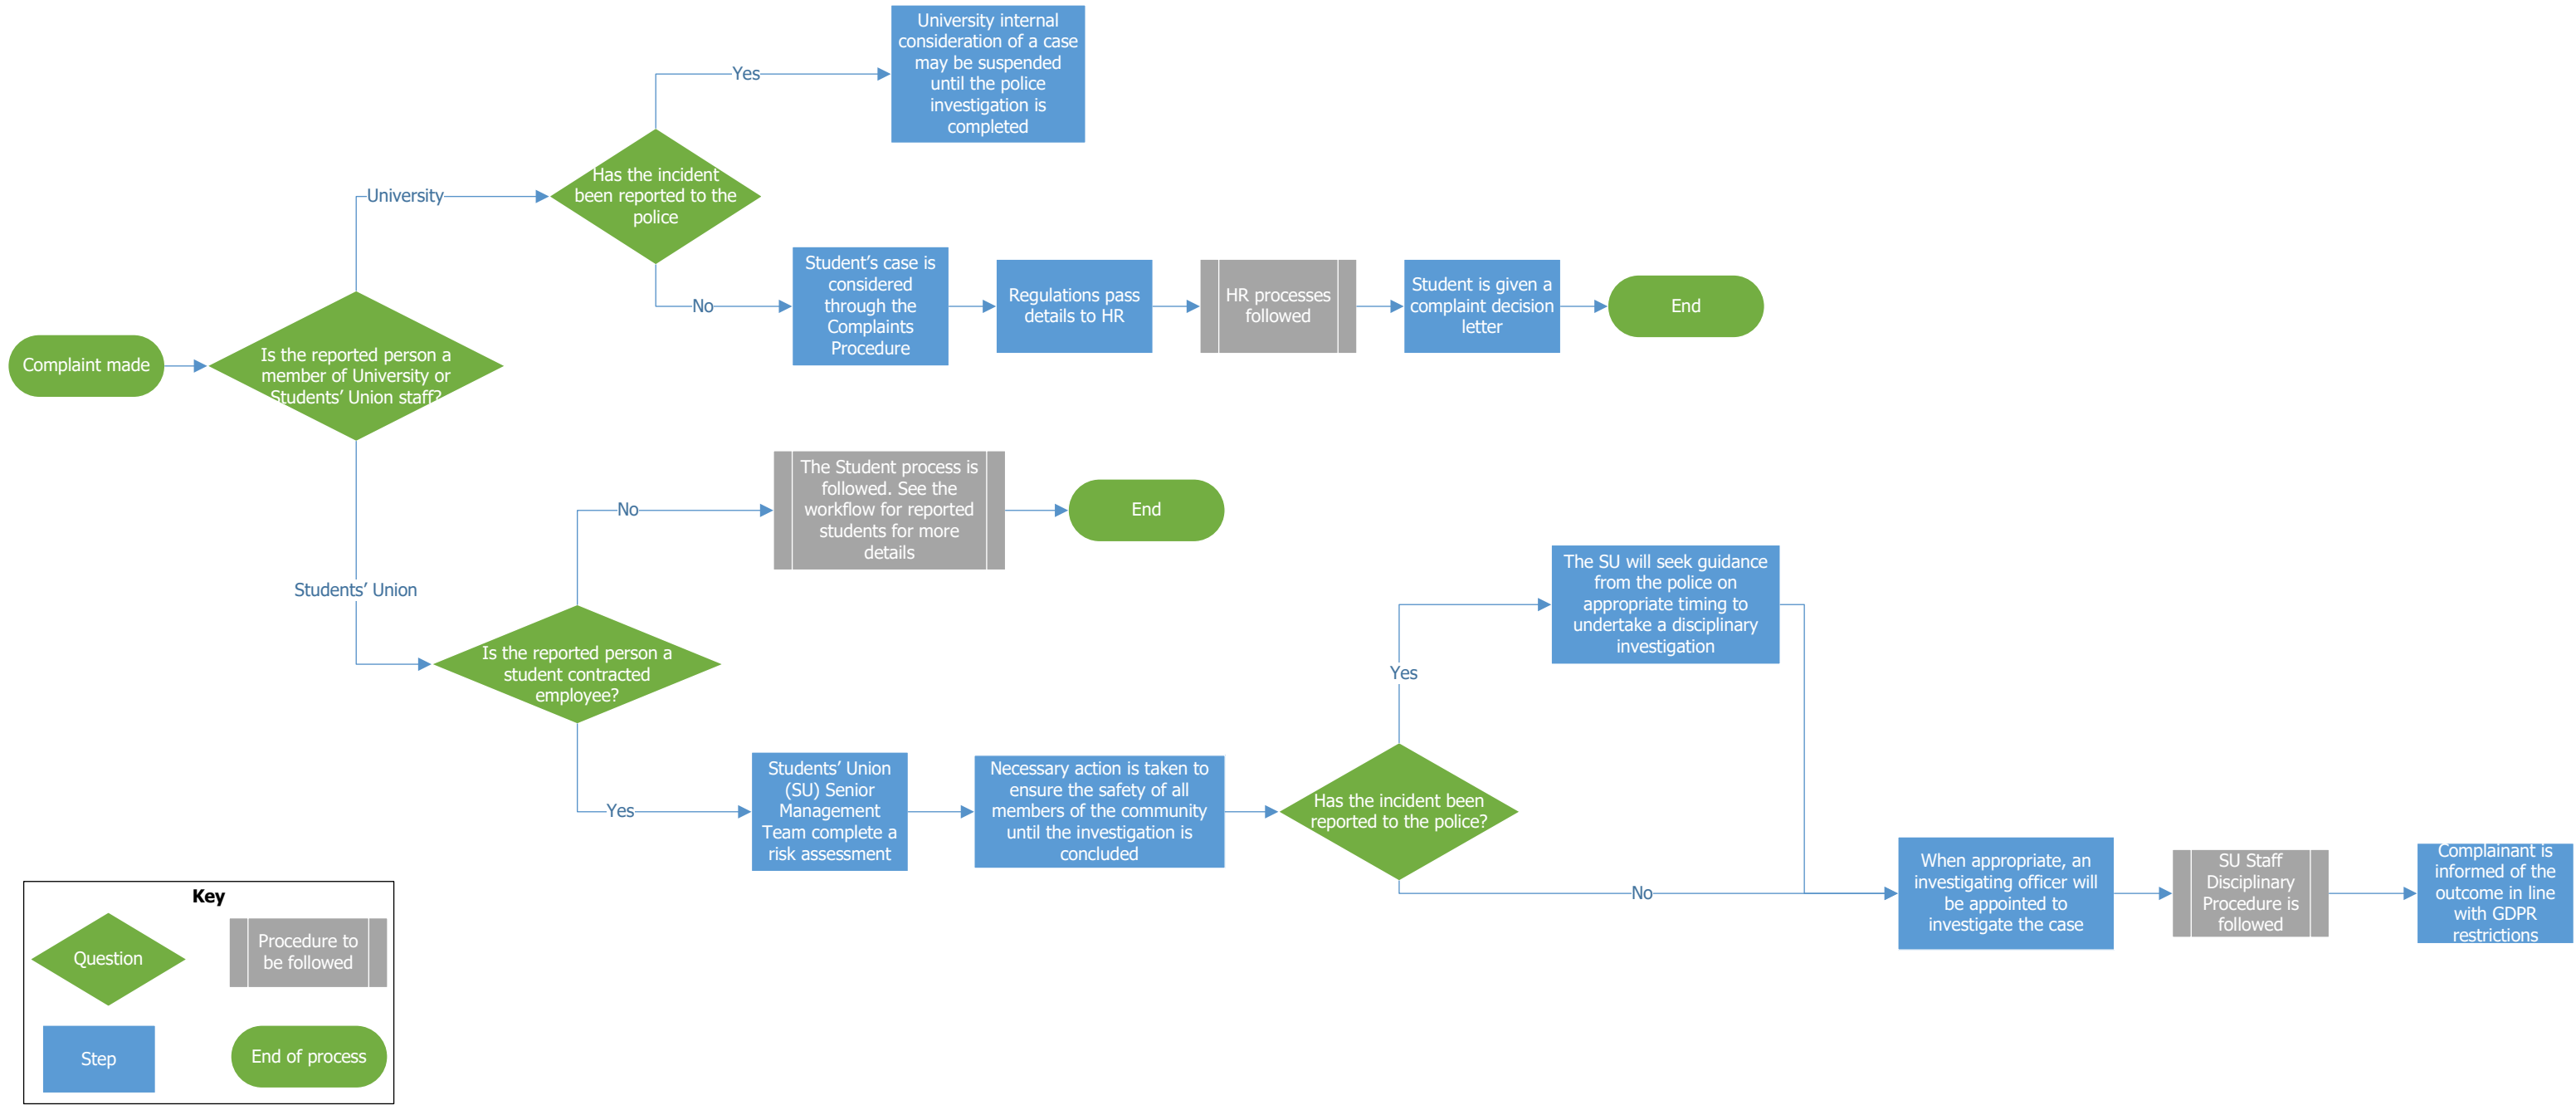 University internal
consideration of a case
may be suspended
until the police
investigation is
completed
Yes
Has the incident
been reported to the
police
University
No
Student’s case is
considered
through the
Complaints
Procedure
Regulations pass
details to HR
HR processes
followed
Student is given a
complaint decision
letter
End
Complaint made
Is the reported person a
member of University or
Students’ Union staff?
Students’ Union
The Student process is
followed. See the
workflow for reported
students for more
details
No
End
Is the reported person a
student contracted
employee?
Yes
Students’ Union
(SU) Senior
Management
Team complete a
risk assessment
Necessary action is taken to
ensure the safety of all
members of the community
until the investigation is
concluded
Has the incident been
reported to the police?
Yes
The SU will seek guidance
from the police on
appropriate timing to
undertake a disciplinary
investigation
No
When appropriate, an
investigating officer will
be appointed to
investigate the case
SU Staff
Disciplinary
Procedure is
followed
Complainant is
informed of the
outcome in line
with GDPR
restrictions
Key
Question
Procedure to
be followed
Step
End of process